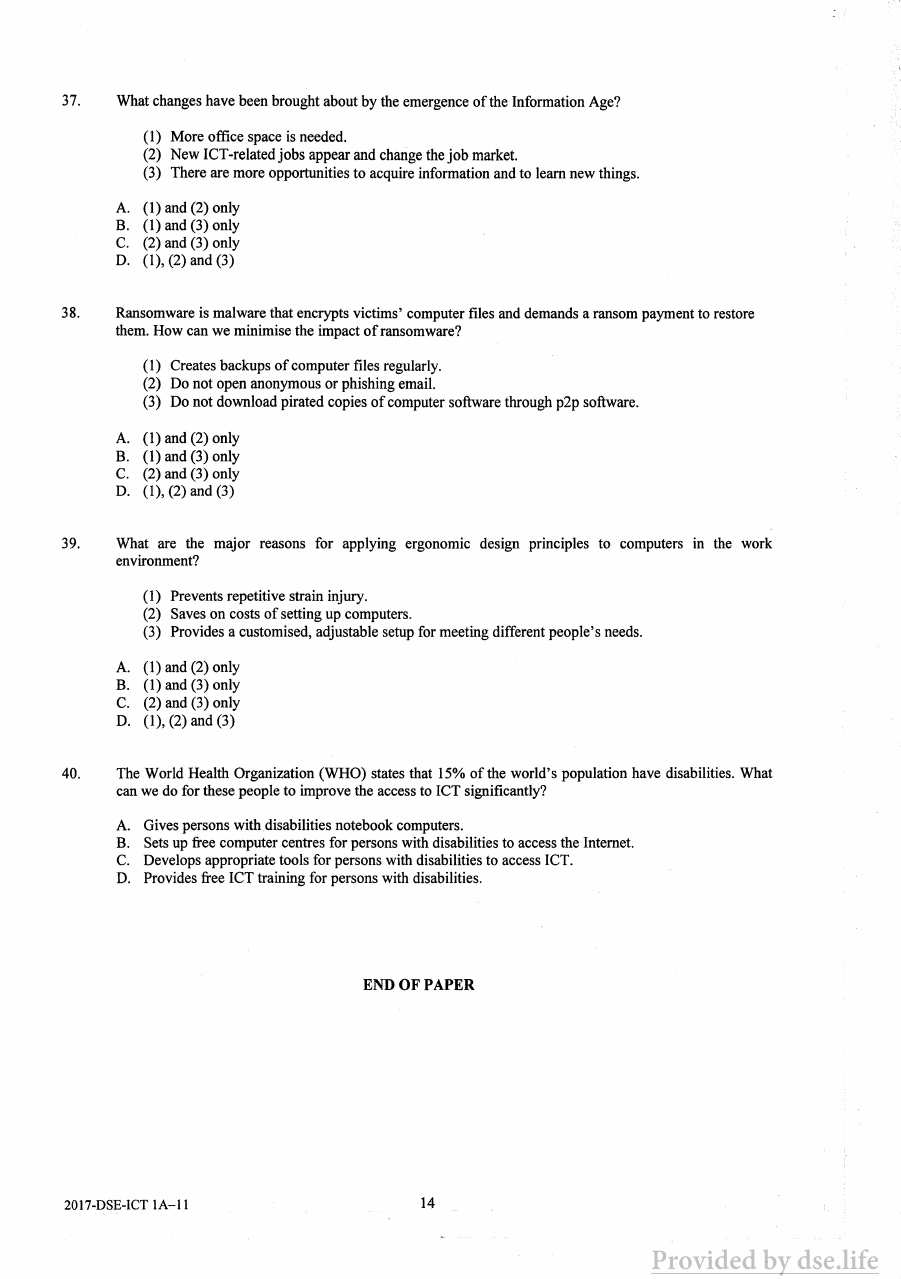 37. What changes have been brought about by the emergence of the Information Age?
(1) More office space is needed.
(2) New ICT-related jobs appear and change the job market.
(3) There are more opportunities to acquire information and to learn new things.
A. (1) and (2) only
B. (1) and (3) only
C. (2) and (3) only
D. (1), (2) and (3)
38. Ransomware is malware that encrypts victims' computer files and demands a ransom payment to restore
them. How can we minimise the impact of ransomware?
(1) Creates backups of computer files regularly.
(2) Do not open anonymous or phishing email.
(3) Do not download pirated copies of computer software through p2p software.
A. (1) and (2) only
B. (1) and (3) only
C. (2) and (3) only
D. (1), (2) and (3)
39. What are the major reasons for applying ergonomic design principles to computers in the work
environment?
(1) Prevents repetitive strain injury.
(2) Saves on costs of setting up computers.
(3) Provides a customised, adjustable setup for meeting different people's needs.
A. (1) and (2) only
B. (1) and (3) only
C. (2) and (3) only
D. (1), (2) and (3)
40. The World Health Organization (WHO) states that 15% of the world's population have disabilities. What
can we do for these people to improve the access to ICT significantly?
A. Gives persons with disabilities notebook computers.
B. Sets up free computer centres for persons with disabilities to access the Internet.
C. Develops appropriate tools for persons with disabilities to access ICT.
D. Provides free ICT training for persons with disabilities.
END OF PAPER
2017-DSE-ICT 1A–11 14
Provided by dse.life